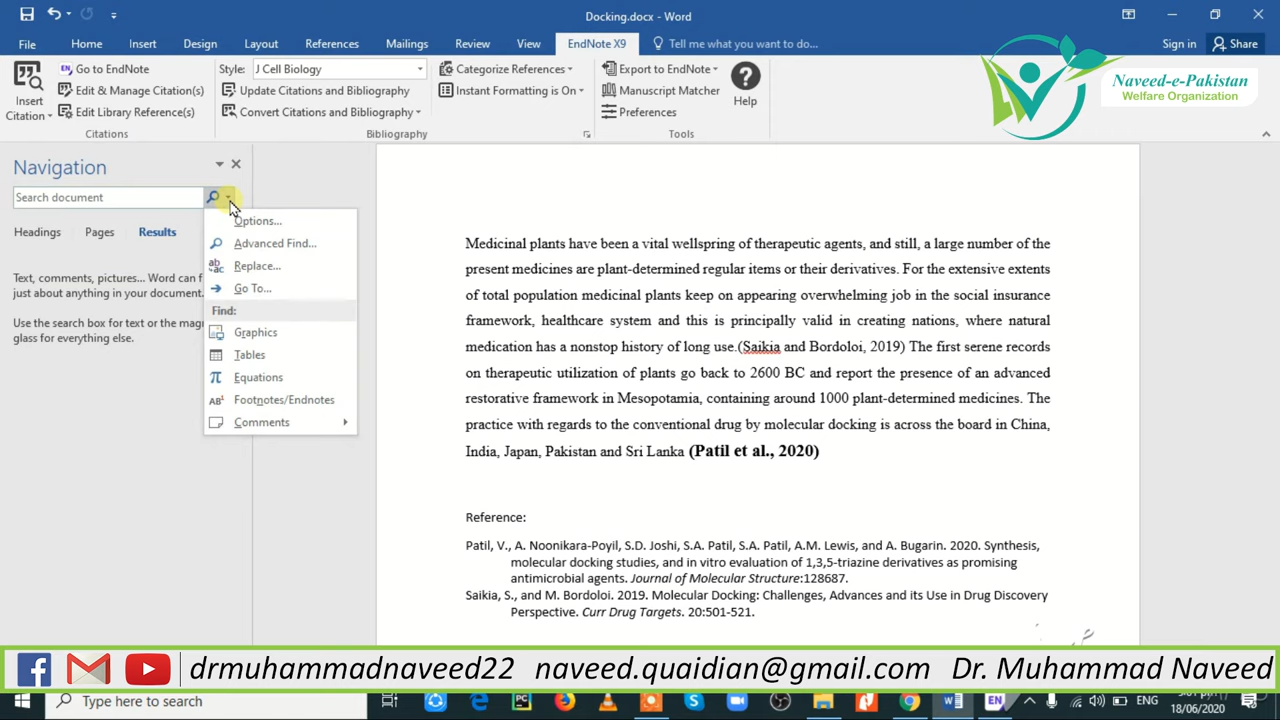 Docking.docx - Word
File Home Insert Design Layout References Mailings Review View EndNote X9 Tell me what you want to do... Sign in Share
Insert Citation
Go to EndNote
Edit & Manage Citation(s)
Edit Library Reference(s)
Citations
Style: J Cell Biology
Update Citations and Bibliography
Convert Citations and Bibliography
Categorize References
Instant Formatting is On
Bibliography
Export to EndNote
Manuscript Matcher
Preferences
Help
Tools
Naveed-e-Pakistan
Welfare Organization
Navigation
Search document
Headings Pages Results
Text, comments, pictures... Word can f
just about anything in your document.
Use the search box for text or the mag
glass for everything else.
Options...
Advanced Find...
Replace...
Go To...
Find:
Graphics
Tables
Equations
Footnotes/Endnotes
Comments
Medicinal plants have been a vital wellspring of therapeutic agents, and still, a large number of the
present medicines are plant-determined regular items or their derivatives. For the extensive extents
of total population medicinal plants keep on appearing overwhelming job in the social insurance
framework, healthcare system and this is principally valid in creating nations, where natural
medication has a nonstop history of long use.(Saikia and Bordoloi, 2019) The first serene records
on therapeutic utilization of plants go back to 2600 BC and report the presence of an advanced
restorative framework in Mesopotamia, containing around 1000 plant-determined medicines. The
practice with regards to the conventional drug by molecular docking is across the board in China,
India, Japan, Pakistan and Sri Lanka (Patil et al., 2020)
Reference:
Patil, V., A. Noonikara-Poyil, S.D. Joshi, S.A. Patil, S.A. Patil, A.M. Lewis, and A. Bugarin. 2020. Synthesis,
molecular docking studies, and in vitro evaluation of 1,3,5-triazine derivatives as promising
antimicrobial agents. Journal of Molecular Structure:128687.
Saikia, S., and M. Bordoloi. 2019. Molecular Docking: Challenges, Advances and its Use in Drug Discovery
Perspective. Curr Drug Targets. 20:501-521.
drmuhammadnaveed22 naveed.quaidian@gmail.com Dr. Muhammad Naveed
Type here to search
ENG
18/06/2020